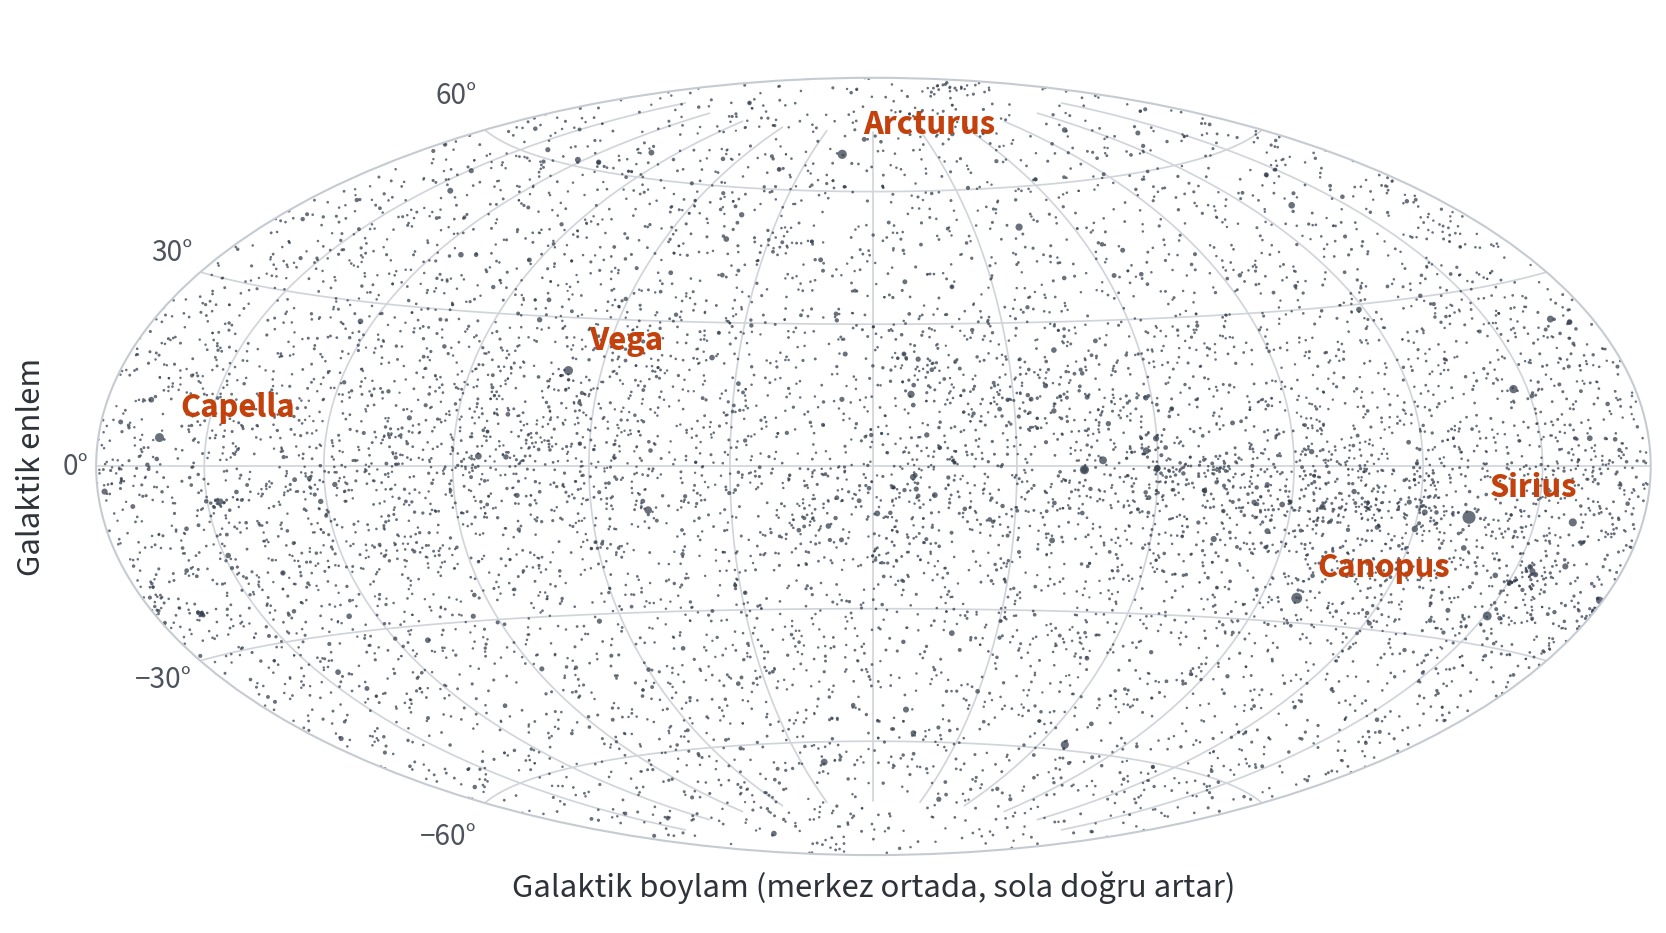 60°
Arcturus
30°
Vega
Capella
Galaktik enlem
0°
Sirius
Canopus
−30°
−60°
Galaktik boylam (merkez ortada, sola doğru artar)